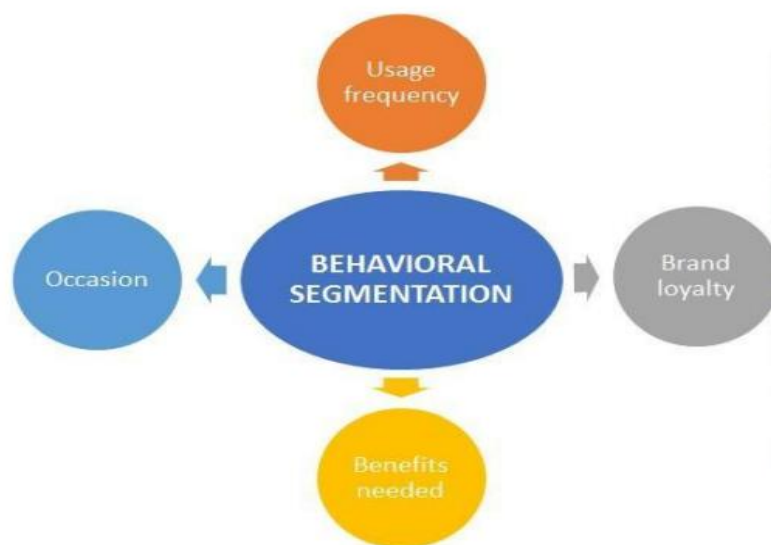 Usage
frequency
Occasion
BEHAVIORAL
SEGMENTATION
Brand
loyalty
Benefits
needed